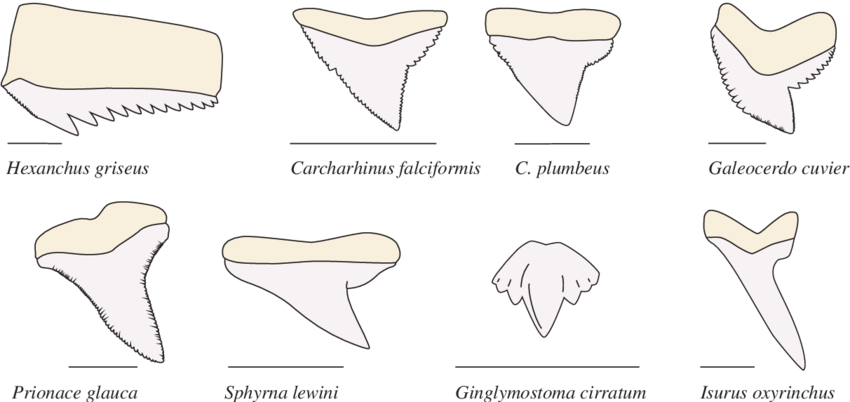 Hexanchus griseus
Carcharhinus falciformis
C. plumbeus
Galeocerdo cuvier
Prionace glauca
Sphyrna lewini
Ginglymostoma cirratum
Isurus oxyrinchus